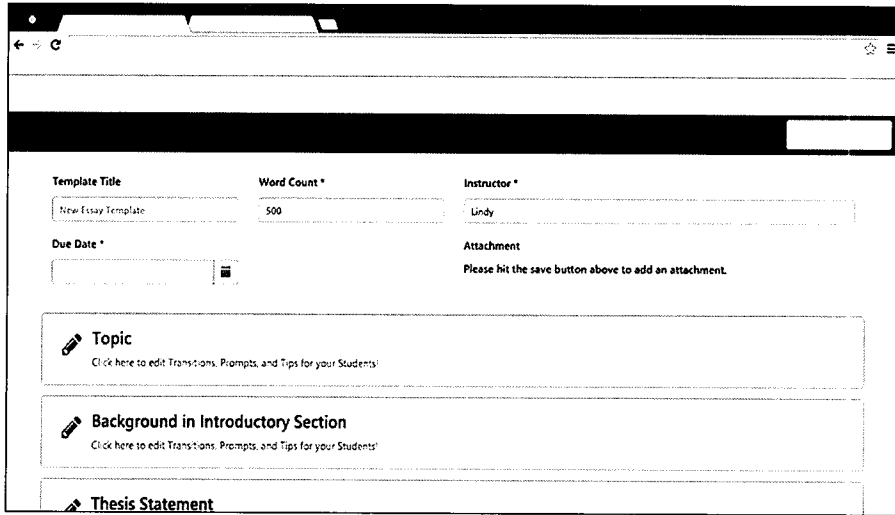 Template Title
Word Count *
Instructor *
New Essay Template
500
Lindy
Due Date *
Attachment
Please hit the save button above to add an attachment.
Topic
Click here to edit Transitions, Prompts, and Tips for your Students!
Background in Introductory Section
Click here to edit Transitions, Prompts, and Tips for your Students!
Thesis Statement